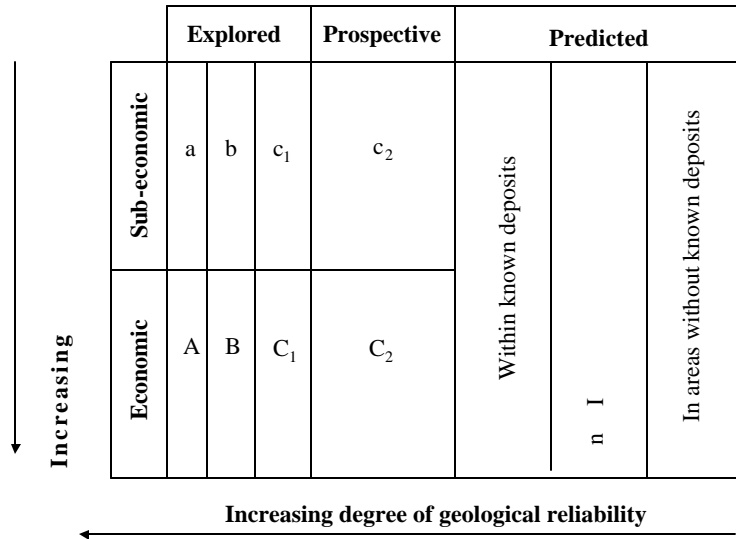 Explored Prospective Predicted
Sub-economic a b c₁ c₂
Economic A B C₁ C₂
Within known deposits
n I
In areas without known deposits
Increasing
Increasing degree of geological reliability